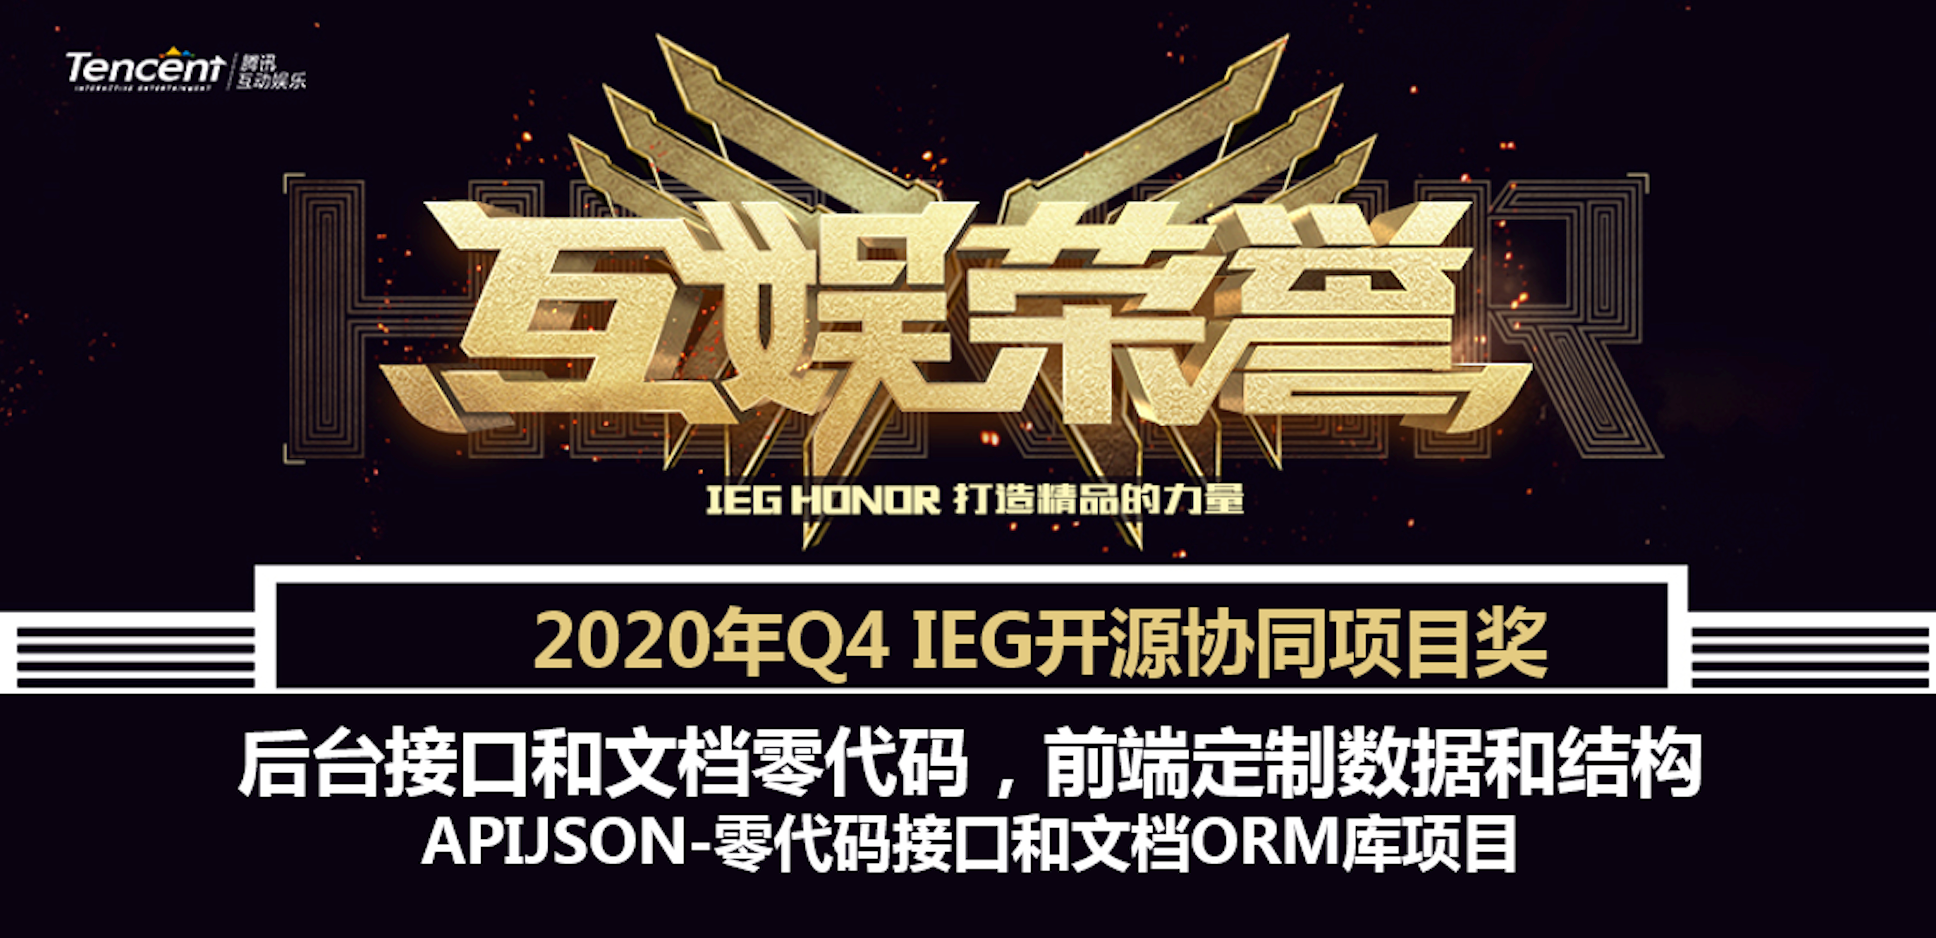 Tencent
INTERACTIVE ENTERTAINMENT
腾讯
互动娱乐
HONOR
互娱荣誉
IEG HONOR 打造精品的力量
2020年Q4 IEG开源协同项目奖
后台接口和文档零代码，前端定制数据和结构
APIJSON-零代码接口和文档ORM库项目